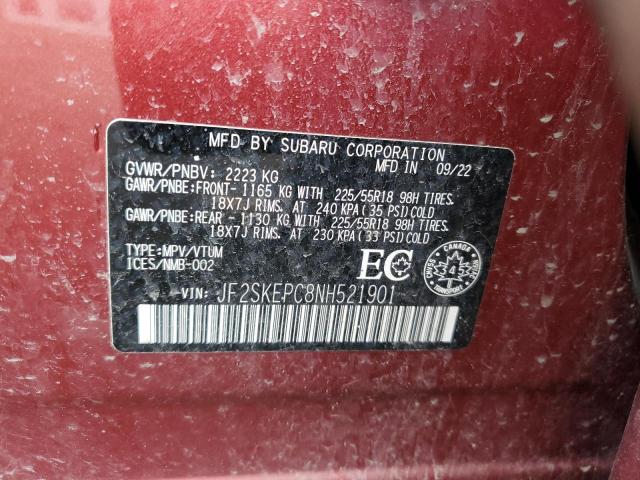 MFD BY SUBARU CORPORATION
GVWR/PNBV: 2223 KG MFD IN 09/22
GAWR/PNBE:FRONT- 1165 KG WITH 225/55R18 98H TIRES.
18X7J RIMS. AT 240 KPA (35 PSI) COLD
GAWR/PNBE:REAR - 1130 KG WITH 225/55R18 98H TIRES.
18X7J RIMS. AT 230 KPA (33 PSI) COLD
TYPE:MPV/VTUM
ICES/NMB-002
EC
CANADA
TRANSPORT
VIN: JF2SKEPC8NH521901